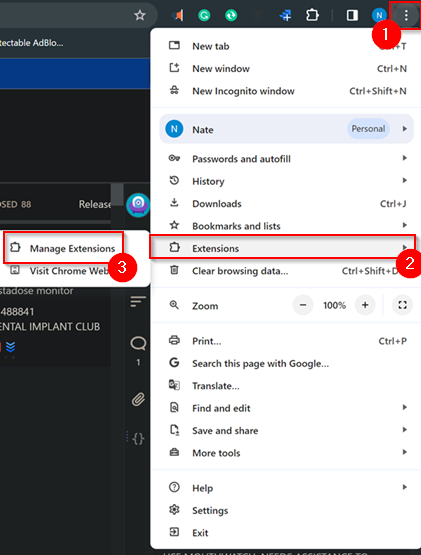 1
tectable AdBlo...
New tab Ctrl+T
New window Ctrl+N
New Incognito window Ctrl+Shift+N
N Nate Personal
Passwords and autofill
History
Downloads Ctrl+J
Bookmarks and lists
Extensions
2
Clear browsing data... Ctrl+Shift+D
Zoom − 100% +
Print... Ctrl+P
Search this page with Google...
Translate...
Find and edit
Save and share
More tools
Help
Settings
Exit
OSED 88 Release
Manage Extensions
3
Visit Chrome Web
stadose monitor
488841
ENTAL IMPLANT CLUB
1